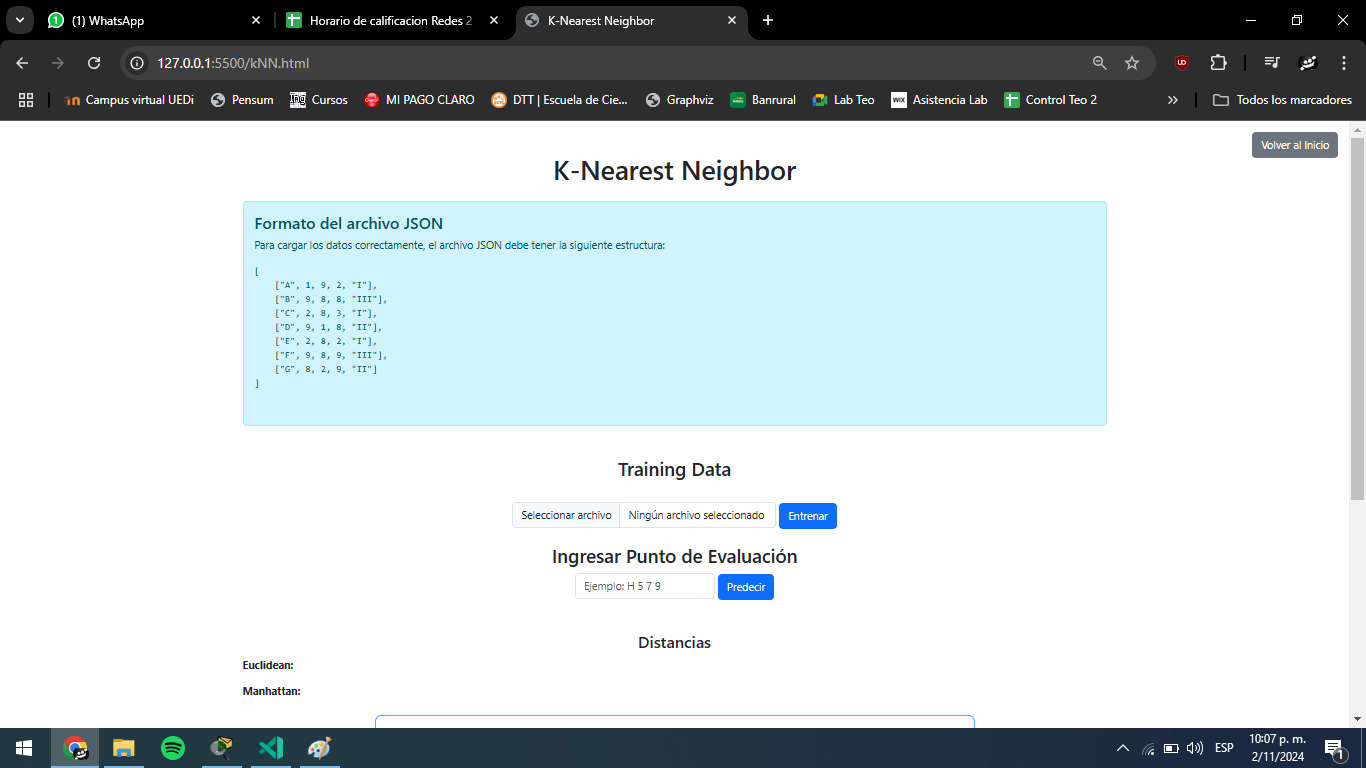 (1) WhatsApp
Horario de calificacion Redes 2
K-Nearest Neighbor
127.0.0.1:5500/kNN.html
Campus virtual UEDi
Pensum
Cursos
MI PAGO CLARO
DTT | Escuela de Cie...
Graphviz
Banrural
Lab Teo
WIX
Asistencia Lab
Control Teo 2
Todos los marcadores
Volver al Inicio
K-Nearest Neighbor
Formato del archivo JSON
Para cargar los datos correctamente, el archivo JSON debe tener la siguiente estructura:
[
["A", 1, 9, 2, "I"],
["B", 9, 8, 8, "III"],
["C", 2, 8, 3, "I"],
["D", 9, 1, 8, "II"],
["E", 2, 8, 2, "I"],
["F", 9, 8, 9, "III"],
["G", 8, 2, 9, "II"]
]
Training Data
Seleccionar archivo
Ningún archivo seleccionado
Entrenar
Ingresar Punto de Evaluación
Ejemplo: H 5 7 9
Predecir
Distancias
Euclidean:
Manhattan:
ESP
10:07 p. m.
2/11/2024
1